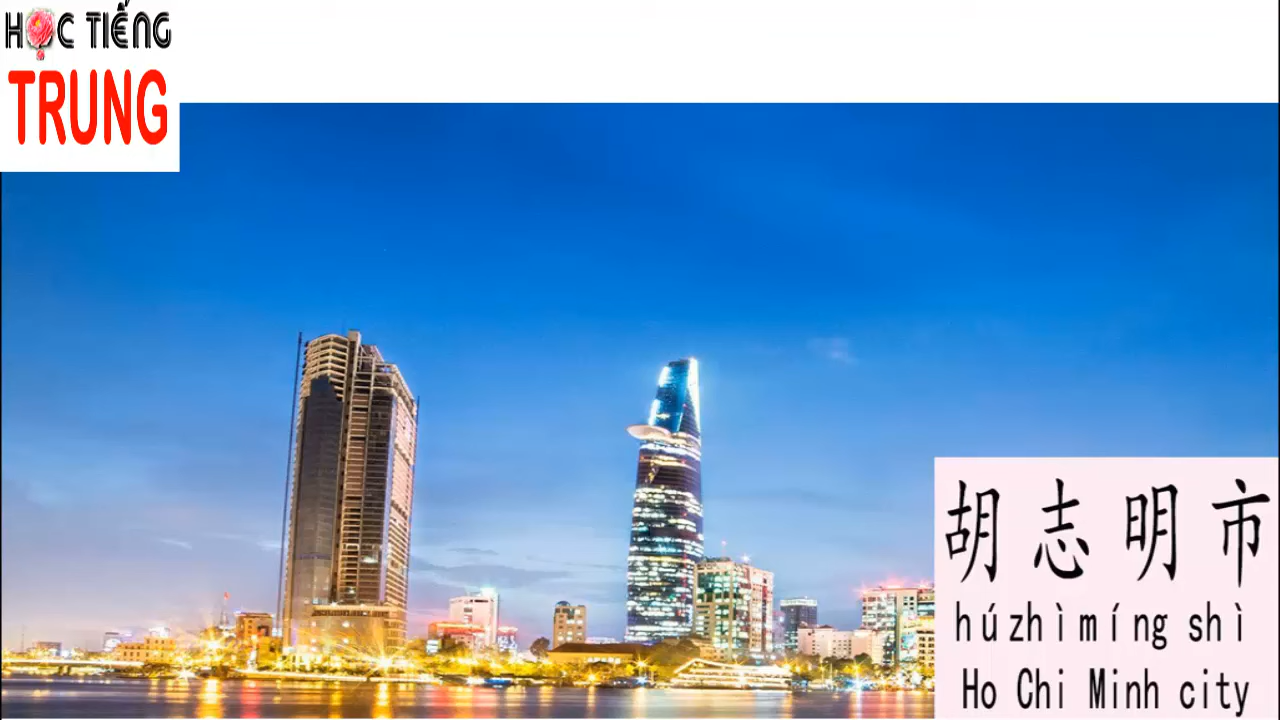 HỌC TIẾNG
TRUNG
胡志明市
húzhìmíng shì
Ho Chi Minh city